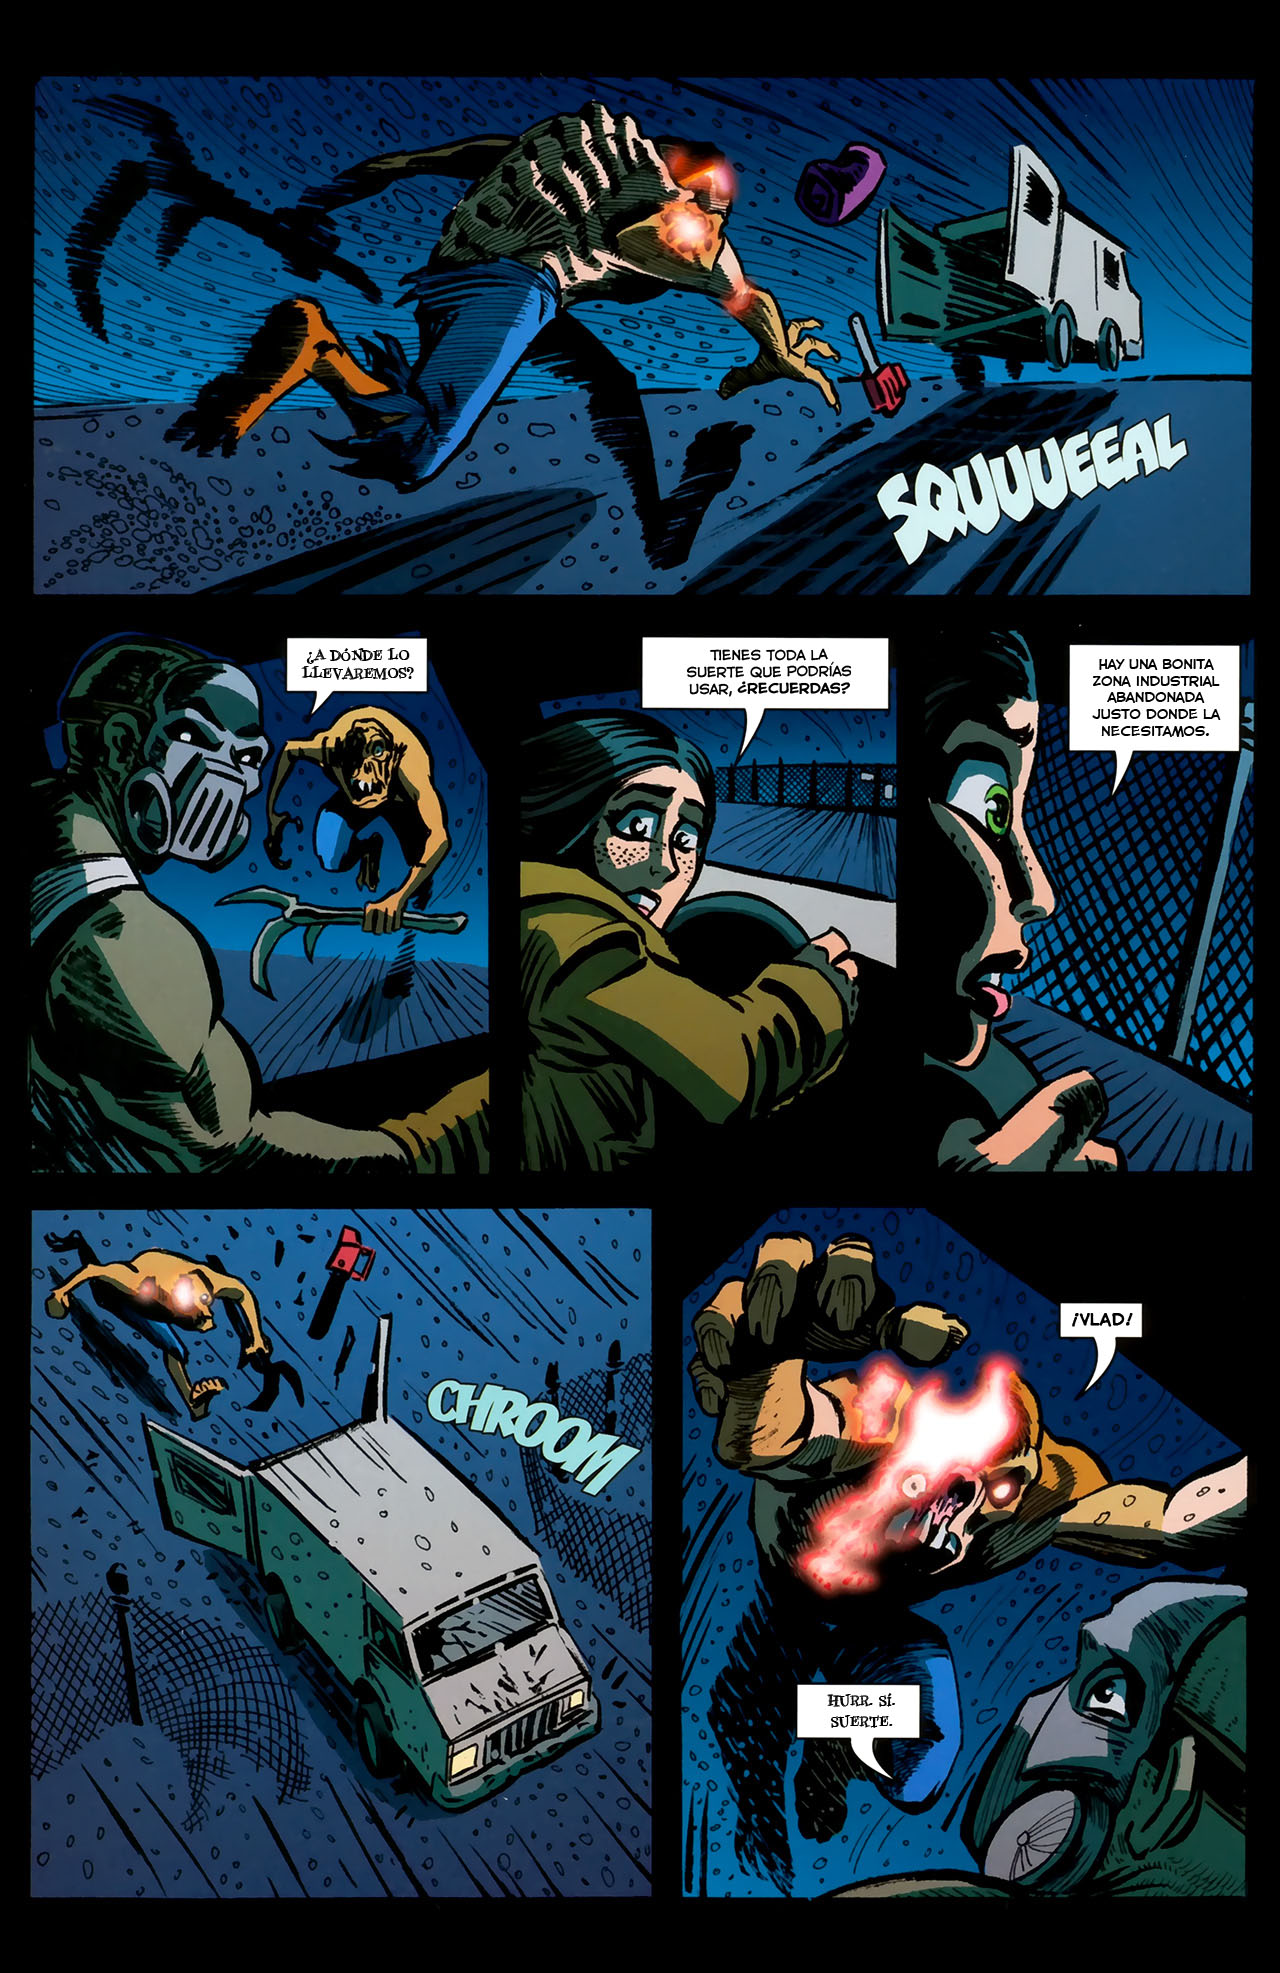 SQUUUEEAL
¿A DÓNDE LO
LLEVAREMOS?
TIENES TODA LA
SUERTE QUE PODRÍAS
USAR, ¿RECUERDAS?
HAY UNA BONITA
ZONA INDUSTRIAL
ABANDONADA
JUSTO DONDE LA
NECESITAMOS.
CHROOM
¡VLAD!
HURR. SÍ.
SUERTE.